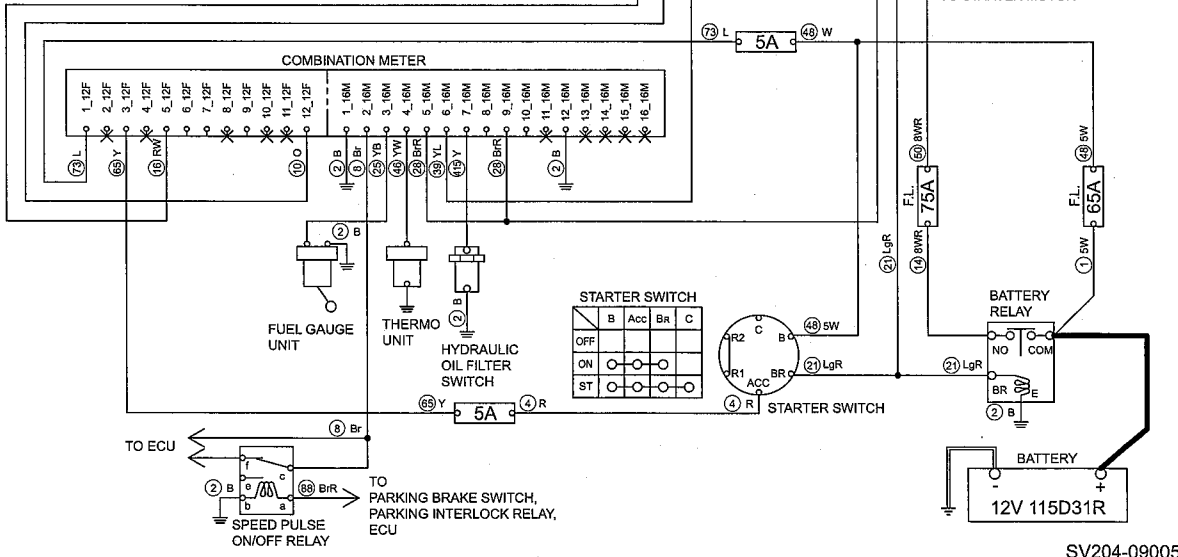 73 L
5A
48 W
COMBINATION METER
1_12F
2_12F
3_12F
4_12F
5_12F
6_12F
7_12F
8_12F
9_12F
10_12F
11_12F
12_12F
1_16M
2_16M
3_16M
4_16M
5_16M
6_16M
7_16M
8_16M
9_16M
10_16M
11_16M
12_16M
13_16M
14_16M
15_16M
16_16M
73 L
65 Y
16 RW
10 O
2 B
8 Br
25 YB
46 YW
28 BrR
39 YL
415 Y
28 BrR
2 B
50 8WR
48 5W
F.L.
75A
F.L.
65A
2 B
21 LgR
14 8WR
1 5W
FUEL GAUGE
UNIT
THERMO
UNIT
2 B
HYDRAULIC
OIL FILTER
SWITCH
STARTER SWITCH
B Acc BR C
OFF
ON
ST
C
R2
B
48 5W
R1
BR
21 LgR
ACC
4 R
STARTER SWITCH
BATTERY
RELAY
NO
COM
21 LgR
BR
E
2 B
65 Y
5A
4 R
8 Br
TO ECU
f
c
e
2 B
b
a
88 BrR
TO
PARKING BRAKE SWITCH,
PARKING INTERLOCK RELAY,
ECU
SPEED PULSE
ON/OFF RELAY
BATTERY
- +
12V 115D31R
SV204-09005